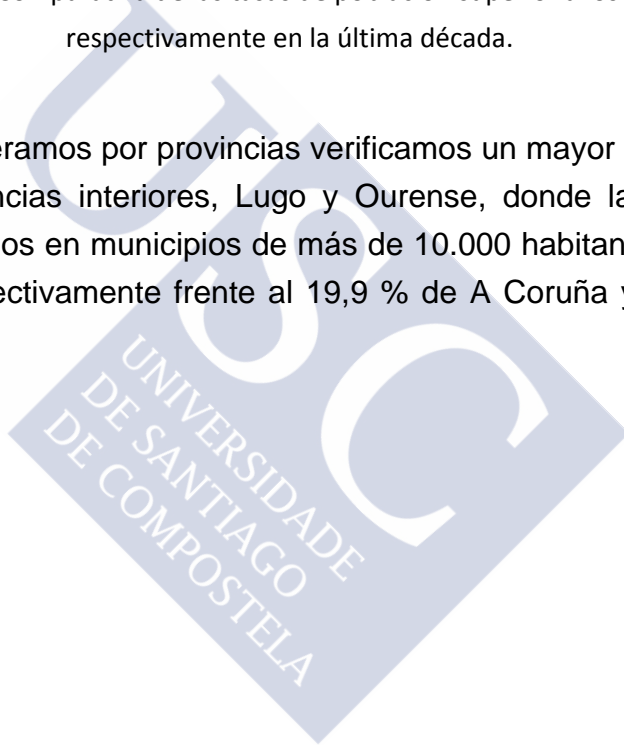 respectivamente en la última década.
eramos por provincias verificamos un mayor
ncias interiores, Lugo y Ourense, donde la
os en municipios de más de 10.000 habitan
ectivamente frente al 19,9 % de A Coruña y
USC
UNIVERSIDADE
DE SANTIAGO
DE COMPOSTELA